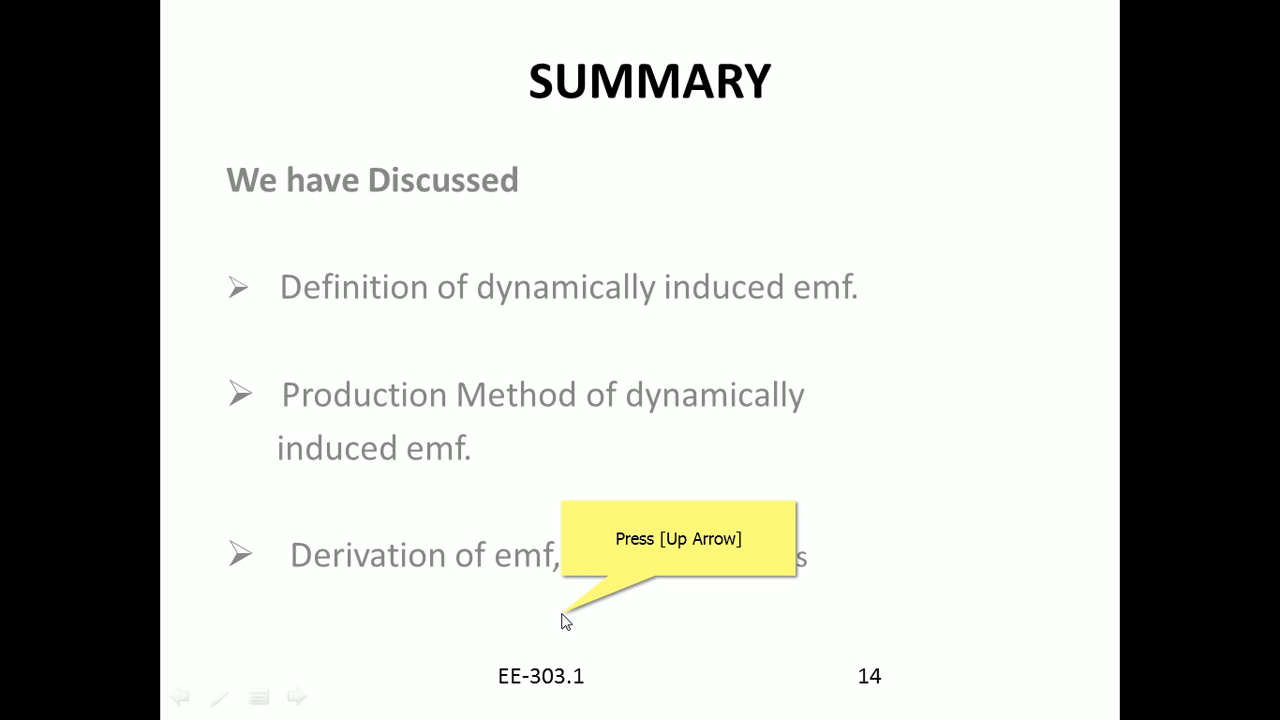 SUMMARY
We have Discussed
➢ Definition of dynamically induced emf.
➢ Production Method of dynamically
induced emf.
Press [Up Arrow]
➢ Derivation of emf,
EE-303.1
14